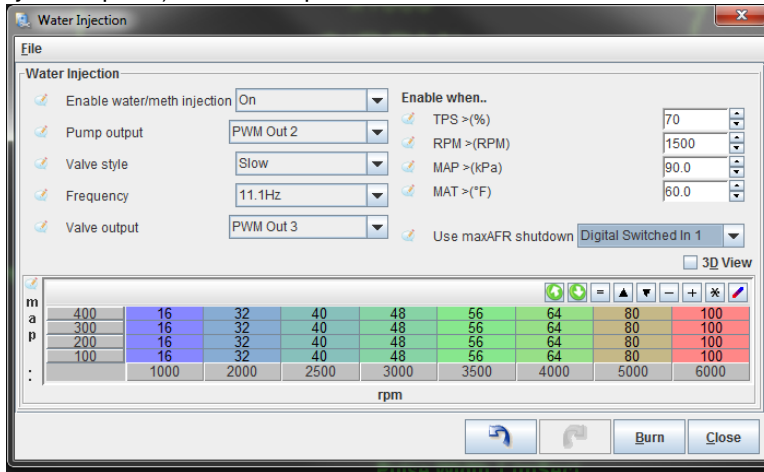 Water Injection
File
Water Injection
Enable water/meth injection On
Pump output PWM Out 2
Valve style Slow
Frequency 11.1Hz
Valve output PWM Out 3
Enable when..
TPS >(%) 70
RPM >(RPM) 1500
MAP >(kPa) 90.0
MAT >(°F) 60.0
Use maxAFR shutdown Digital Switched In 1
3D View
= - + *
map :
400 16 32 40 48 56 64 80 100
300 16 32 40 48 56 64 80 100
200 16 32 40 48 56 64 80 100
100 16 32 40 48 56 64 80 100
1000 2000 2500 3000 3500 4000 5000 6000
rpm
Burn Close